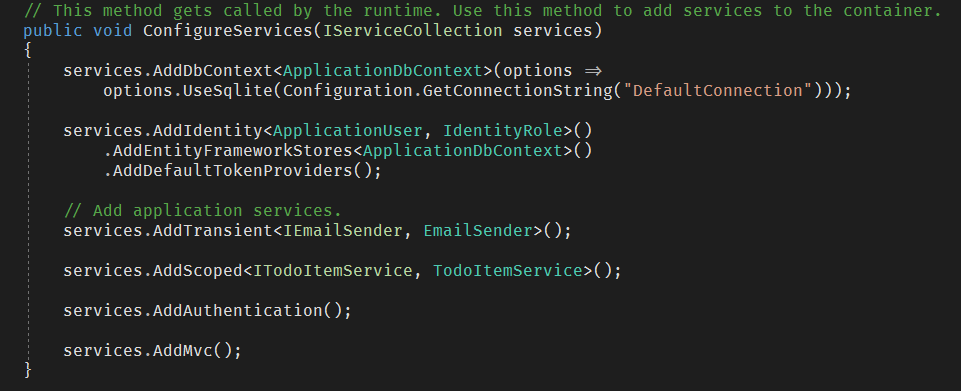 // This method gets called by the runtime. Use this method to add services to the container.
public void ConfigureServices(IServiceCollection services)
{
    services.AddDbContext<ApplicationDbContext>(options =>
        options.UseSqlite(Configuration.GetConnectionString("DefaultConnection")));

    services.AddIdentity<ApplicationUser, IdentityRole>()
        .AddEntityFrameworkStores<ApplicationDbContext>()
        .AddDefaultTokenProviders();

    // Add application services.
    services.AddTransient<IEmailSender, EmailSender>();

    services.AddScoped<ITodoItemService, TodoItemService>();

    services.AddAuthentication();

    services.AddMvc();
}